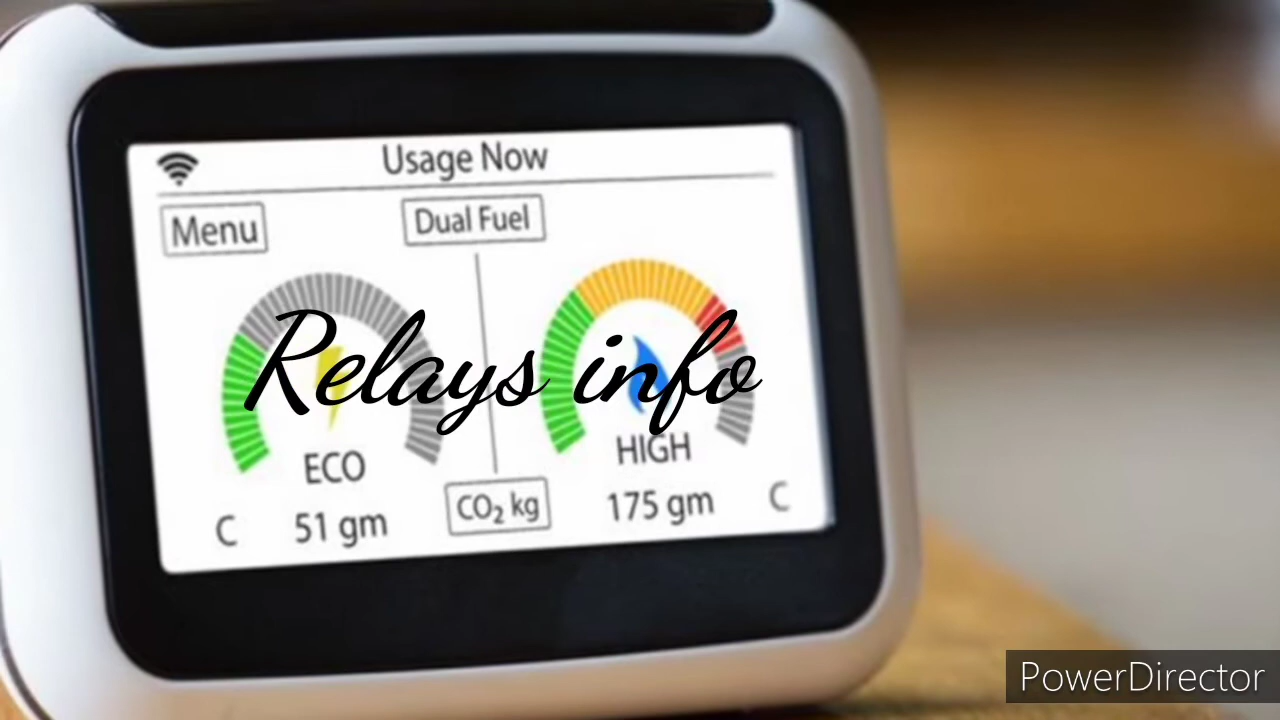 Usage Now
Menu
Dual Fuel
Relays info
ECO
HIGH
C 51 gm CO₂ kg 175 gm C
PowerDirector